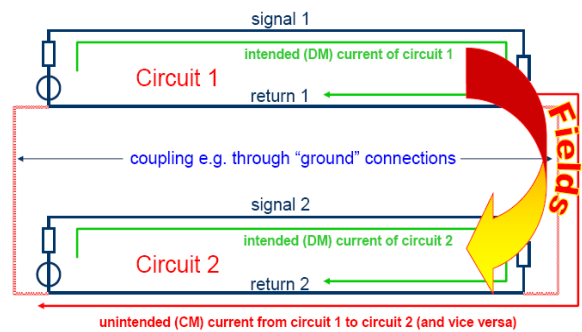 signal 1
intended (DM) current of circuit 1
Circuit 1
return 1
Fields
coupling e.g. through “ground” connections
signal 2
intended (DM) current of circuit 2
Circuit 2
return 2
unintended (CM) current from circuit 1 to circuit 2 (and vice versa)